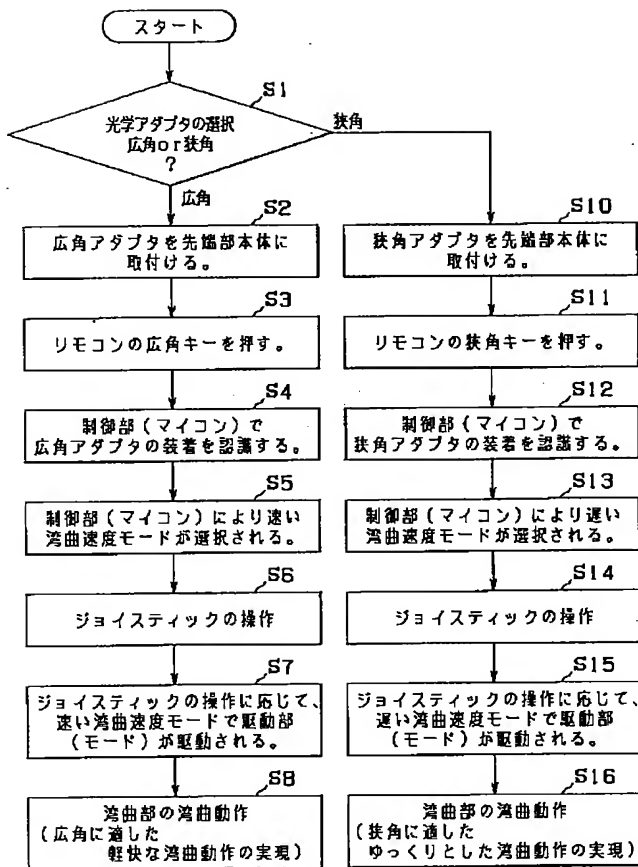 スタート
S1
光学アダプタの選択
広角or狭角
?
狭角
広角
S2
広角アダプタを先端部本体に
取付ける。
S3
リモコンの広角キーを押す。
S4
制御部(マイコン)で
広角アダプタの装着を認識する。
S5
制御部(マイコン)により速い
湾曲速度モードが選択される。
S6
ジョイスティックの操作
S7
ジョイスティックの操作に応じて、
速い湾曲速度モードで駆動部
(モード)が駆動される。
S8
湾曲部の湾曲動作
(広角に適した
軽快な湾曲動作の実現)
S10
狭角アダプタを先端部本体に
取付ける。
S11
リモコンの狭角キーを押す。
S12
制御部(マイコン)で
狭角アダプタの装着を認識する。
S13
制御部(マイコン)により遅い
湾曲速度モードが選択される。
S14
ジョイスティックの操作
S15
ジョイスティックの操作に応じて、
遅い湾曲速度モードで駆動部
(モード)が駆動される。
S16
湾曲部の湾曲動作
(狭角に適した
ゆっくりとした湾曲動作の実現)